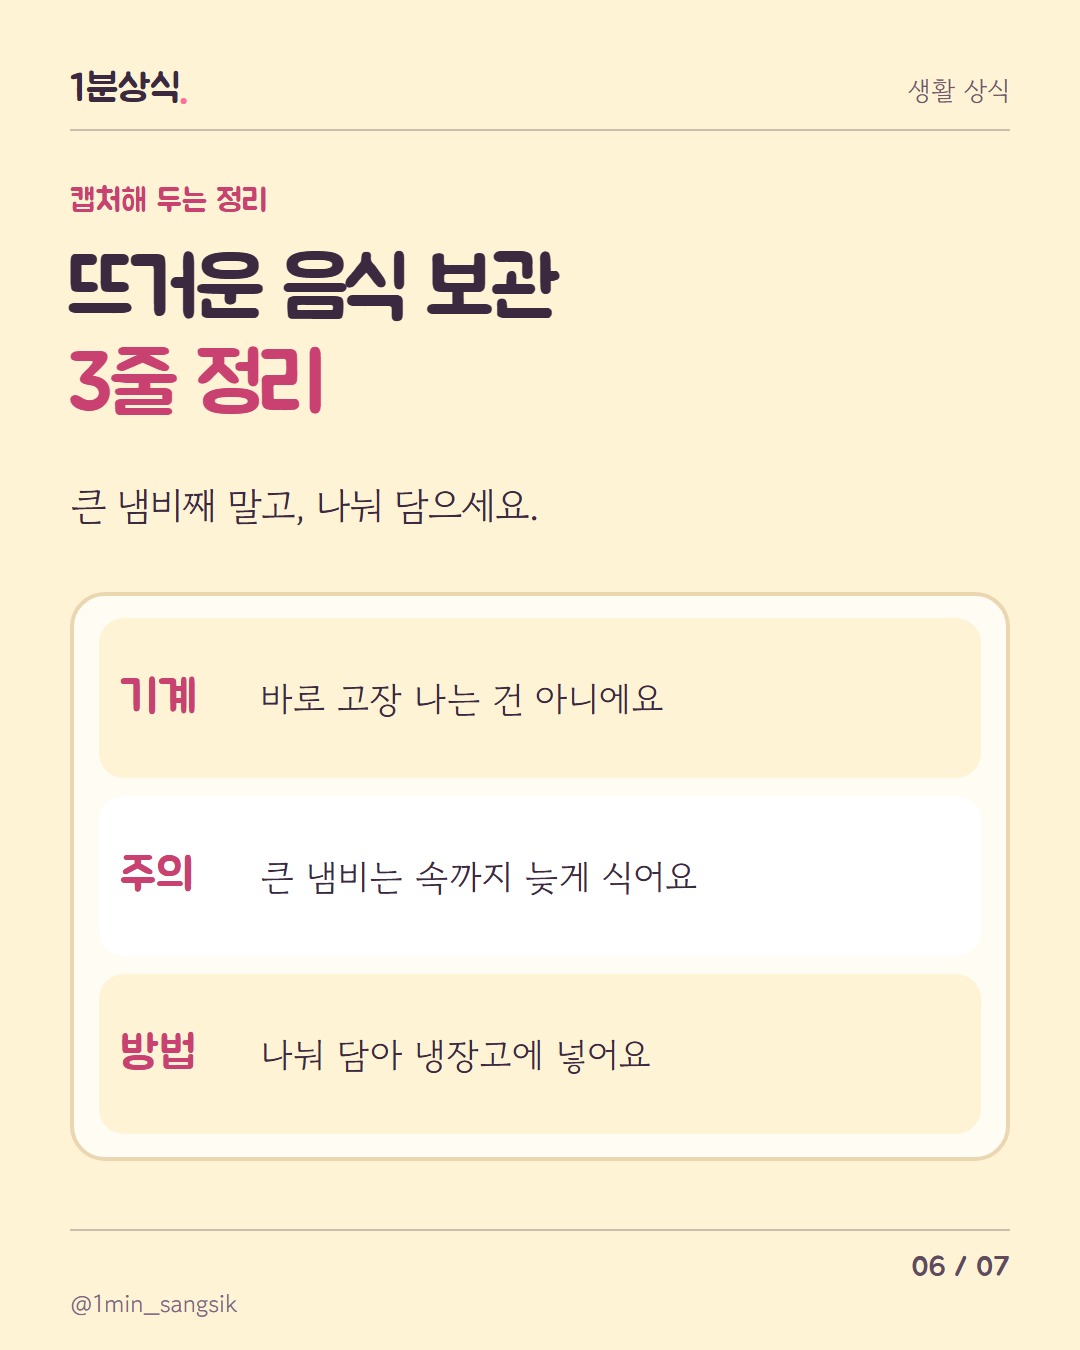 1분상식.
생활 상식
캡처해 두는 정리
뜨거운 음식 보관
3줄 정리
큰 냄비째 말고, 나눠 담으세요.
기계 바로 고장 나는 건 아니에요
주의 큰 냄비는 속까지 늦게 식어요
방법 나눠 담아 냉장고에 넣어요
06 / 07
@1min_sangsik